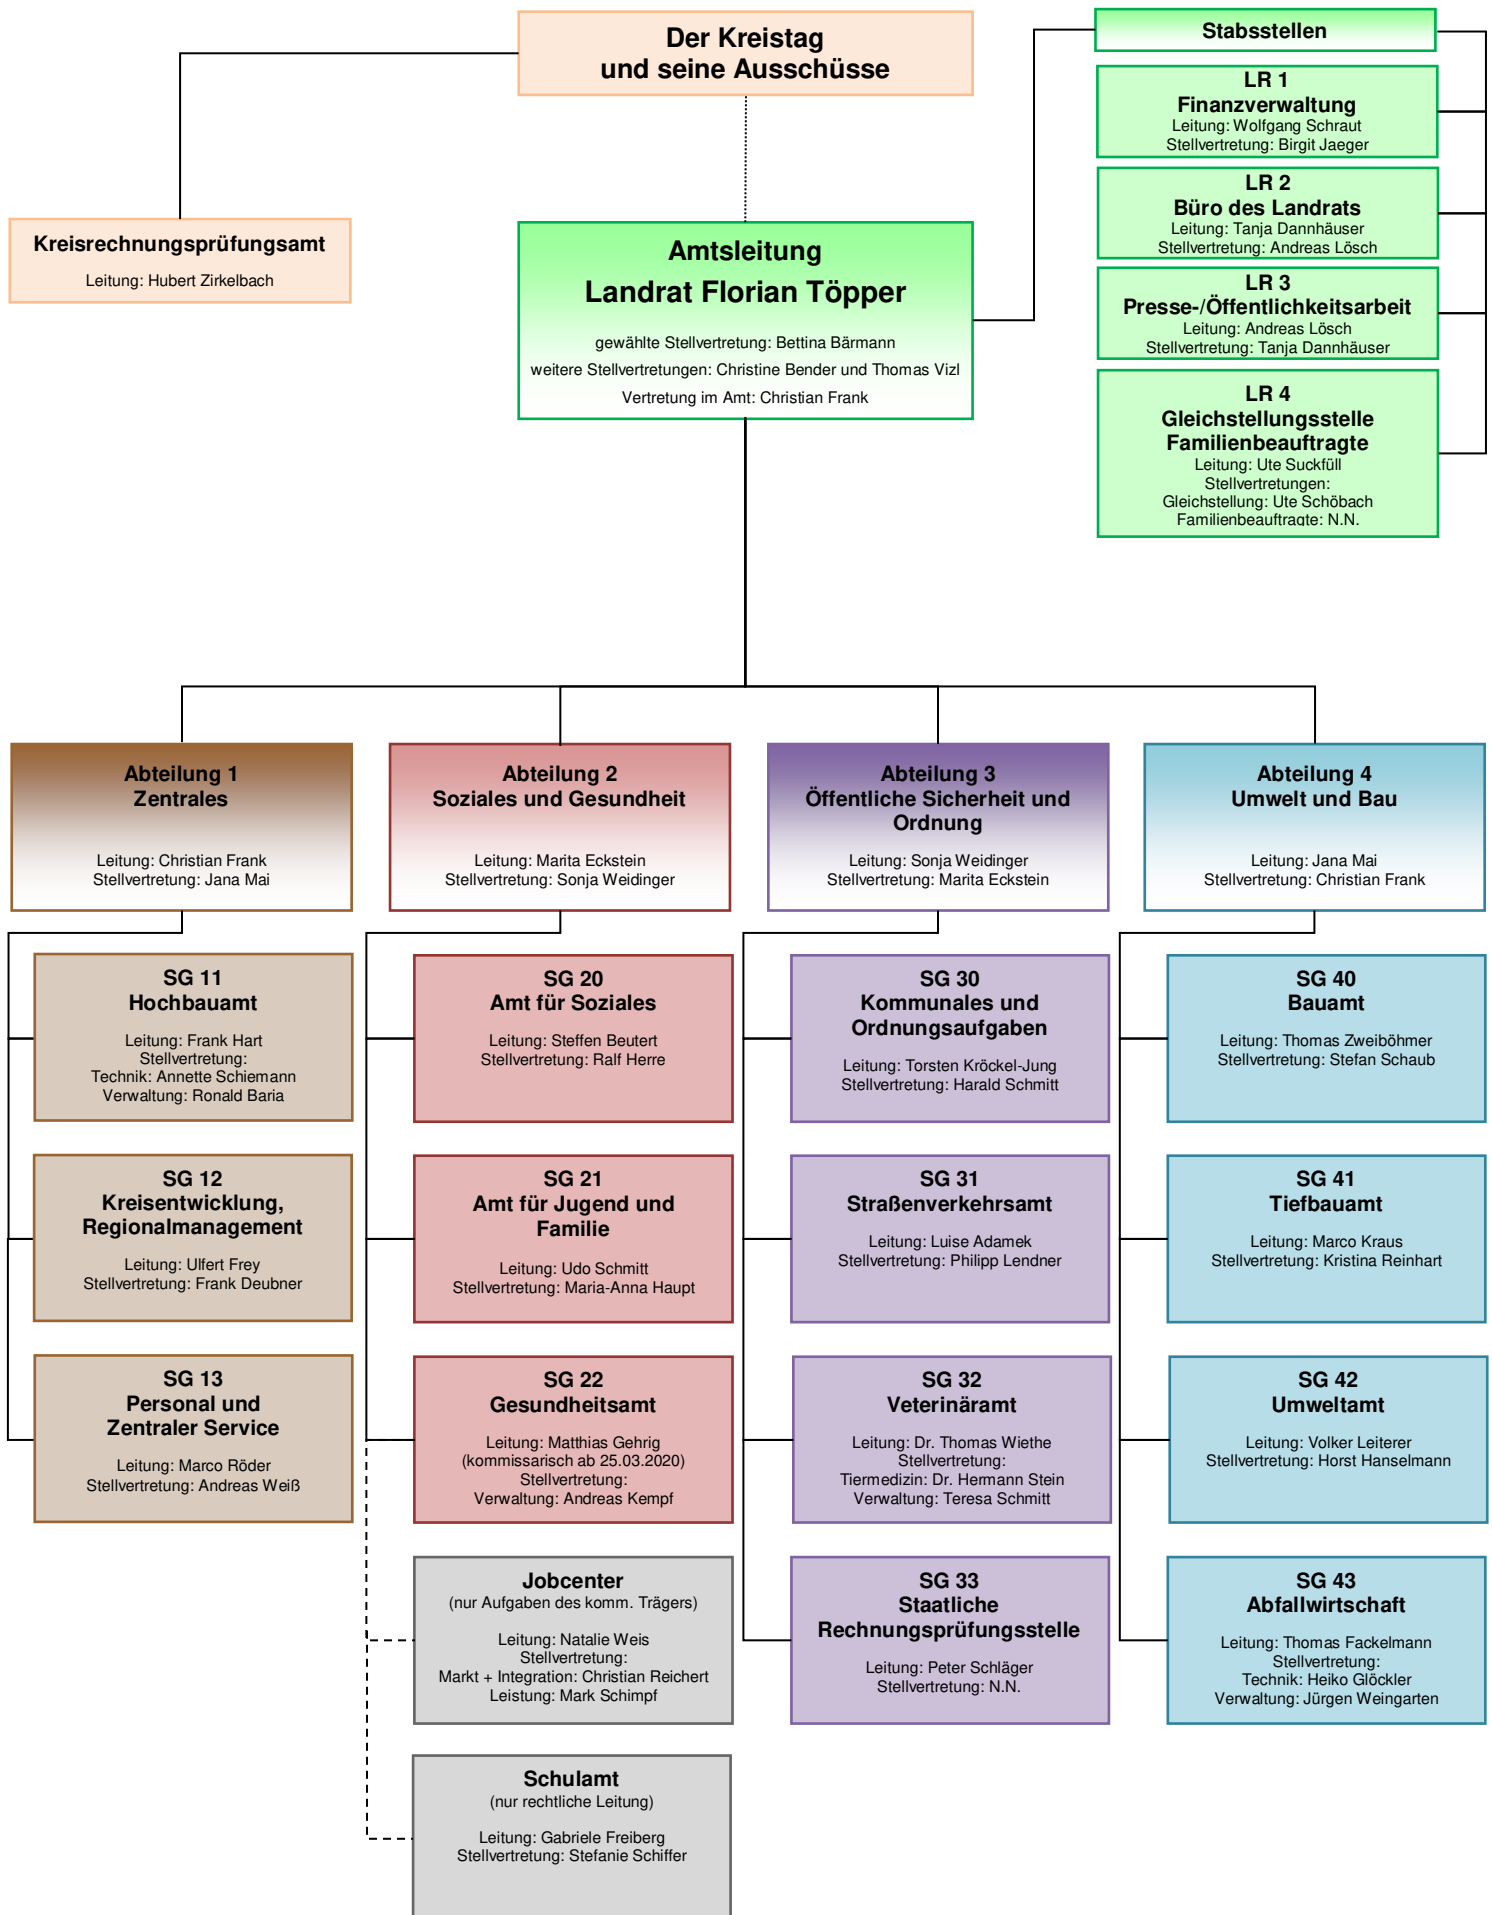 Der Kreistag
und seine Ausschüsse
Kreisrechnungsprüfungsamt
Leitung: Hubert Zirkelbach
Amtsleitung
Landrat Florian Töpper
gewählte Stellvertretung: Bettina Bärmann
weitere Stellvertretungen: Christine Bender und Thomas Vizl
Vertretung im Amt: Christian Frank
Stabsstellen
LR 1
Finanzverwaltung
Leitung: Wolfgang Schraut
Stellvertretung: Birgit Jaeger
LR 2
Büro des Landrats
Leitung: Tanja Dannhäuser
Stellvertretung: Andreas Lösch
LR 3
Presse-/Öffentlichkeitsarbeit
Leitung: Andreas Lösch
Stellvertretung: Tanja Dannhäuser
LR 4
Gleichstellungsstelle
Familienbeauftragte
Leitung: Ute Suckfüll
Stellvertretungen:
Gleichstellung: Ute Schöbach
Familienbeauftragte: N.N.
Abteilung 1
Zentrales
Leitung: Christian Frank
Stellvertretung: Jana Mai
SG 11
Hochbauamt
Leitung: Frank Hart
Stellvertretung:
Technik: Annette Schiemann
Verwaltung: Ronald Baria
SG 12
Kreisentwicklung,
Regionalmanagement
Leitung: Ulfert Frey
Stellvertretung: Frank Deubner
SG 13
Personal und
Zentraler Service
Leitung: Marco Röder
Stellvertretung: Andreas Weiß
Abteilung 2
Soziales und Gesundheit
Leitung: Marita Eckstein
Stellvertretung: Sonja Weidinger
SG 20
Amt für Soziales
Leitung: Steffen Beutert
Stellvertretung: Ralf Herre
SG 21
Amt für Jugend und
Familie
Leitung: Udo Schmitt
Stellvertretung: Maria-Anna Haupt
SG 22
Gesundheitsamt
Leitung: Matthias Gehrig
(kommissarisch ab 25.03.2020)
Stellvertretung:
Verwaltung: Andreas Kempf
Jobcenter
(nur Aufgaben des komm. Trägers)
Leitung: Natalie Weis
Stellvertretung:
Markt + Integration: Christian Reichert
Leistung: Mark Schimpf
Schulamt
(nur rechtliche Leitung)
Leitung: Gabriele Freiberg
Stellvertretung: Stefanie Schiffer
Abteilung 3
Öffentliche Sicherheit und
Ordnung
Leitung: Sonja Weidinger
Stellvertretung: Marita Eckstein
SG 30
Kommunales und
Ordnungsaufgaben
Leitung: Torsten Kröckel-Jung
Stellvertretung: Harald Schmitt
SG 31
Straßenverkehrsamt
Leitung: Luise Adamek
Stellvertretung: Philipp Lendner
SG 32
Veterinäramt
Leitung: Dr. Thomas Wiethe
Stellvertretung:
Tiermedizin: Dr. Hermann Stein
Verwaltung: Teresa Schmitt
SG 33
Staatliche
Rechnungsprüfungsstelle
Leitung: Peter Schläger
Stellvertretung: N.N.
Abteilung 4
Umwelt und Bau
Leitung: Jana Mai
Stellvertretung: Christian Frank
SG 40
Bauamt
Leitung: Thomas Zweiböhmer
Stellvertretung: Stefan Schaub
SG 41
Tiefbauamt
Leitung: Marco Kraus
Stellvertretung: Kristina Reinhart
SG 42
Umweltamt
Leitung: Volker Leiterer
Stellvertretung: Horst Hanselmann
SG 43
Abfallwirtschaft
Leitung: Thomas Fackelmann
Stellvertretung:
Technik: Heiko Glöckler
Verwaltung: Jürgen Weingarten